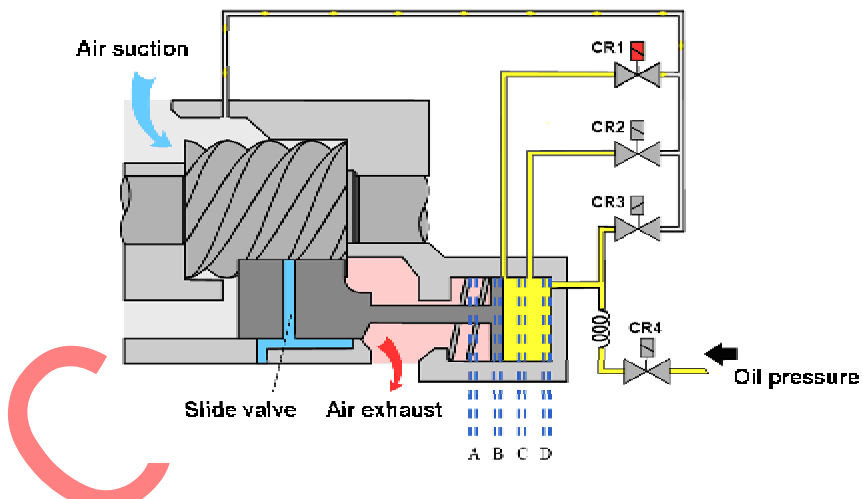 Air suction
CR1
CR2
CR3
CR4
Oil pressure
Slide valve
Air exhaust
A B C D